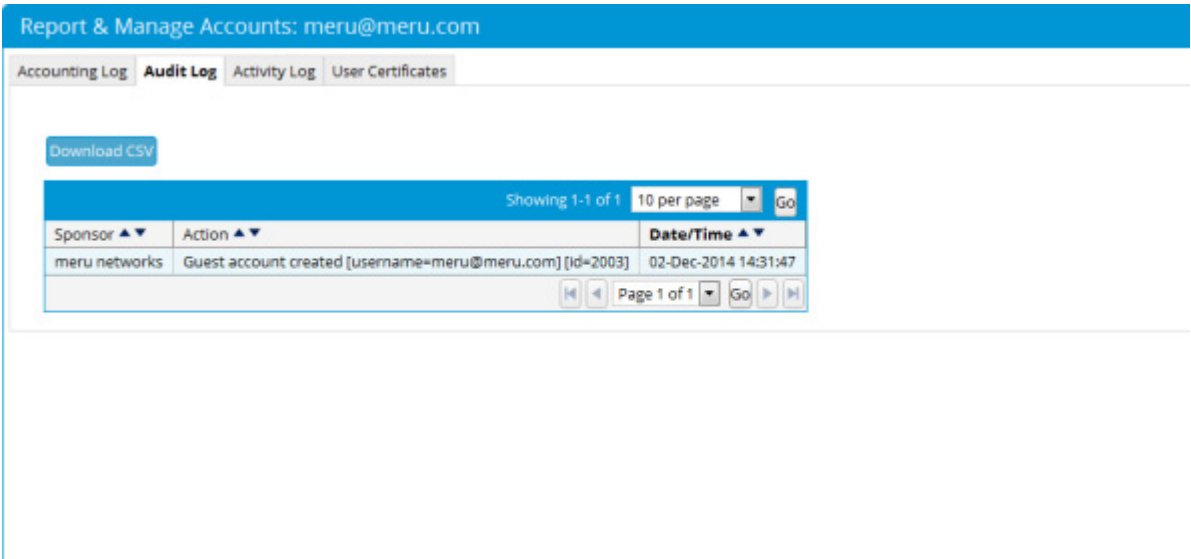 Report & Manage Accounts: meru@meru.com
Accounting Log Audit Log Activity Log User Certificates
Download CSV
Showing 1-1 of 1 10 per page Go
Sponsor Action Date/Time
meru networks Guest account created [username=meru@meru.com] [id=2003] 02-Dec-2014 14:31:47
Page 1 of 1 Go